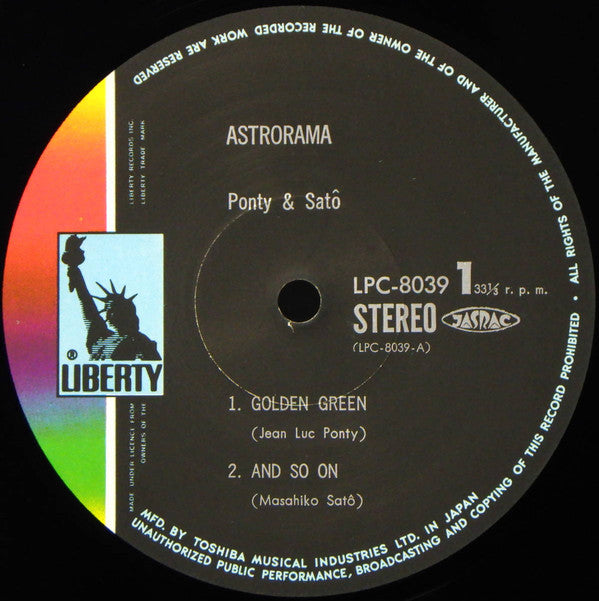 ASTRORAMA
Ponty & Satô
LPC-8039 1 33⅓ r. p. m.
STEREO JASRAC
(LPC-8039-A)
1. GOLDEN GREEN
(Jean Luc Ponty)
2. AND SO ON
(Masahiko Satô)
LIBERTY RECORDS INC.
LIBERTY TRADE MARK
® LIBERTY
MADE UNDER LICENCE FROM
OWNERS OF THE
MFD. BY TOSHIBA MUSICAL INDUSTRIES LTD. IN JAPAN
UNAUTHORIZED PUBLIC PERFORMANCE, BROADCASTING AND COPYING OF THIS RECORD PROHIBITED • ALL RIGHTS OF THE MANUFACTURER AND OF THE OWNER OF THE RECORDED WORK ARE RESERVED